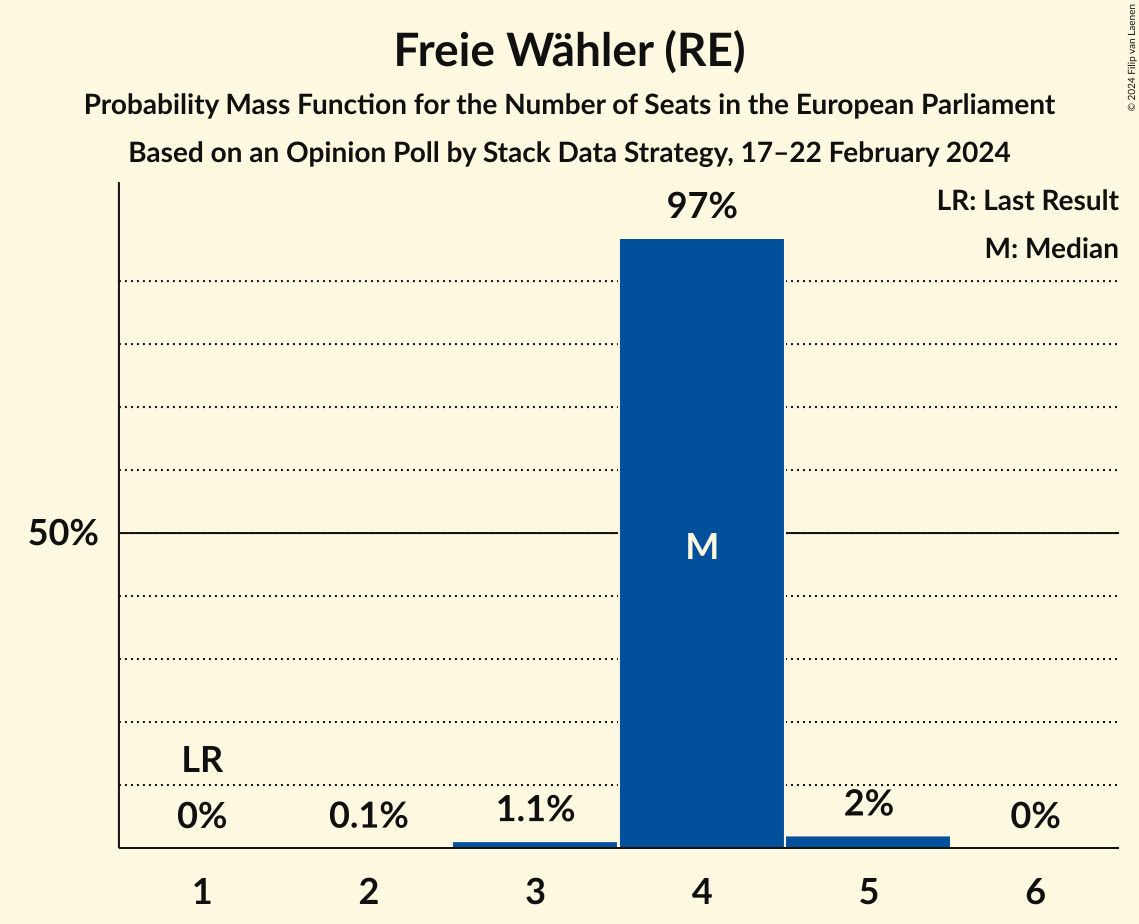 Freie Wähler (RE)
Probability Mass Function for the Number of Seats in the European Parliament
Based on an Opinion Poll by Stack Data Strategy, 17–22 February 2024
© 2024 Filip van Laenen
LR: Last Result
M: Median
97%
50%
M
LR
0%
0.1%
1.1%
2%
0%
1
2
3
4
5
6